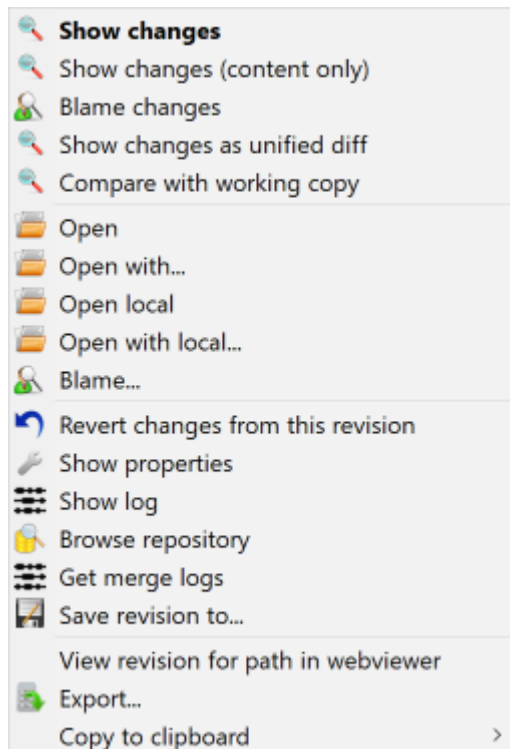 Show changes
Show changes (content only)
Blame changes
Show changes as unified diff
Compare with working copy
Open
Open with...
Open local
Open with local...
Blame...
Revert changes from this revision
Show properties
Show log
Browse repository
Get merge logs
Save revision to...
View revision for path in webviewer
Export...
Copy to clipboard